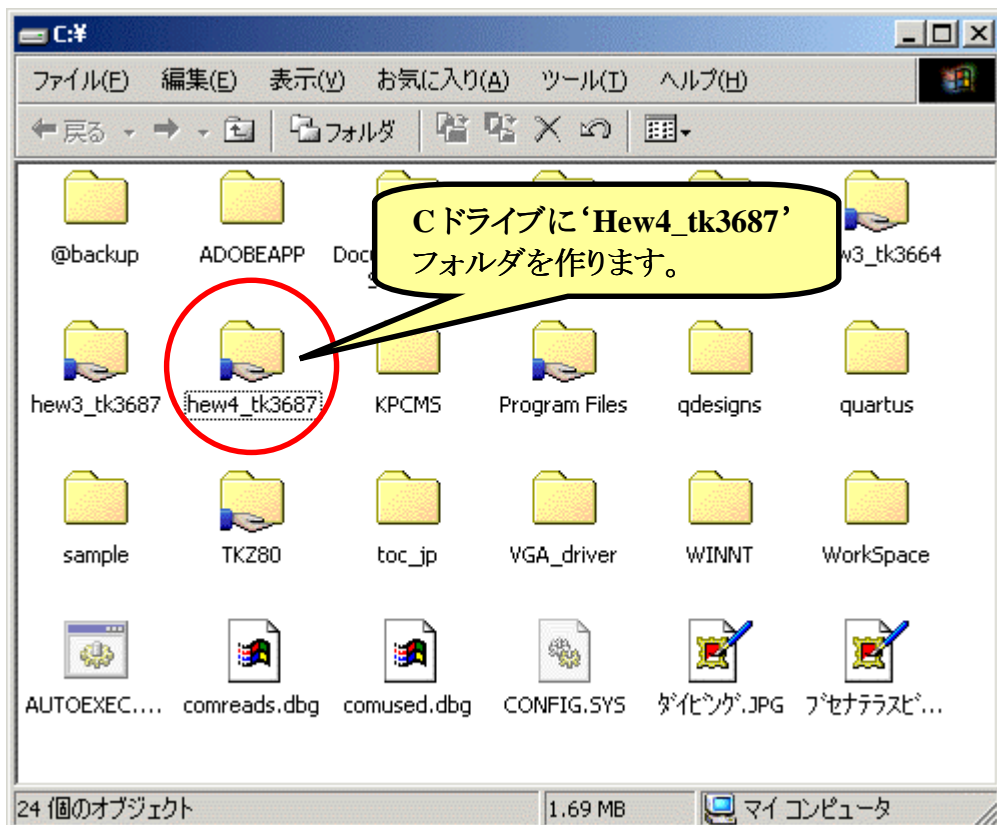 C:¥
ファイル(F) 編集(E) 表示(V) お気に入り(A) ツール(T) ヘルプ(H)
戻る フォルダ
Cドライブに‘Hew4_tk3687’
フォルダを作ります。
@backup ADOBEAPP
hew3_tk3687 hew4_tk3687 KPCMS Program Files qdesigns quartus
sample TKZ80 toc_jp VGA_driver WINNT WorkSpace
AUTOEXEC.... comreads.dbg comused.dbg CONFIG.SYS ﾀﾞｲﾋﾞﾝｸﾞ.JPG ﾌﾞｾﾅﾃﾗｽﾋﾞ...
24 個のオブジェクト 1.69 MB マイ コンピュータ